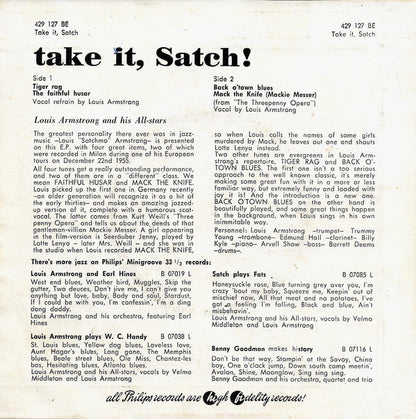 429 127 BE
Take it, Satch
429 127 BE
Take it, Satch
take it, Satch!
Side 1
Tiger rag
The faithful husar
Vocal refrain by Louis Armstrong
Side 2
Back o'town blues
Mack the Knife (Mackie Messer)
(from "The Threepenny Opera")
Vocal by Louis Armstrong
Louis Armstrong and his All-stars
The greatest personality there ever was in jazz-
music —Louis "Satchmo" Armstrong— is presented
on this E.P. with four great tunes, two of which
were recorded in Milan during one of his European
tours on December 22nd 1955.
All four tunes get a really outstanding performance,
and two of them are in a "different" class. We
mean FAITHFUL HUSAR and MACK THE KNIFE.
Louis picked up the first one in Germany recently
—an older generation will recognize it as a hit of
the early thirties— and makes an amazing jazzed-
up version of it, complete with a humorous scat-
vocal. The latter comes from Kurt Weill's "Three
penny Opera" and tells us about the deeds of that
gentleman-villian Mackie Messer. A girl appearing
in the film version is Seeräuber Jenny, played by
Lotte Lenya — later Mrs. Weill — and she was in
the studio when Louis recorded MACK THE KNIFE,
so when Louis calls the names of some girls
murdered by Mack, he leaves out one and shouts
Lotte Lenya instead.
Two other tunes are evergreens in Louis Arm-
strong's repertoire, TIGER RAG and BACK O'-
TOWN BLUES. The first one isn't a too serious
approach to the well known classic, it's merely
making some great fun with it in a more or less
familiar way, but extremely funny and loaded with
joy it is! And the introduction to a new neo,
BACK O'TOWN BLUES on the other hand is
beautifully played, and some great things happen
in the background, when Louis sings in his own
inimmitable way.
Personnel: Louis Armstrong —trumpet— Trummy
Young —trombone— Edmund Hall —clarinet— Billy
Kyle —piano— Arvell Shaw —bass— Barrett Deems
—drums—.
There's more jazz on Philips' Minigroove 33 1/3 records:
Louis Armstrong and Earl Hines B 07019 L
West end Blues, Weather bird, Muggles, Skip the
gutter, Two deuces, Don't jive me, I can't give you
anything but love, baby, Body and soul, Stardust,
If I could be with you, I'm confessin', I'm a ding
dong daddy.
Louis Armstrong and his orchestra, featuring Earl
Hines
Louis Armstrong plays W. C. Handy B 07038 L
St. Louis blues, Yellow dog blues, Loveless love,
Aunt Hagar's blues, Long gone, The Memphis
blues, Beale street blues, Ole Miss, Chantez-les
bas, Hesitating blues, Atlanta blues.
Louis Armstrong and his All-stars, vocals by Velma
Middleton and Louis Armstrong
Satch plays Fats B 07085 L
Honeysuckle rose, Blue turning grey over you, I'm
crazy 'bout my baby, Squeeze me, Keepin' out of
mischief now, All that meat and no potatoes, I've
got a feeling I'm falling, Black and blue, Ain't
misbehavin'.
Louis Armstrong and his All-stars, vocals by Velma
Middleton and Louis Armstrong
Benny Goodman makes history B 07116 L
Don't be that way, Stompin' at the Savoy, China
boy, One o'clock jump, Down south camp meetin',
Avalon, Shine, Moonglow, Sing sing sing.
Benny Goodman and his orchestra, quartet and trio
all Philips records are high fidelity records!